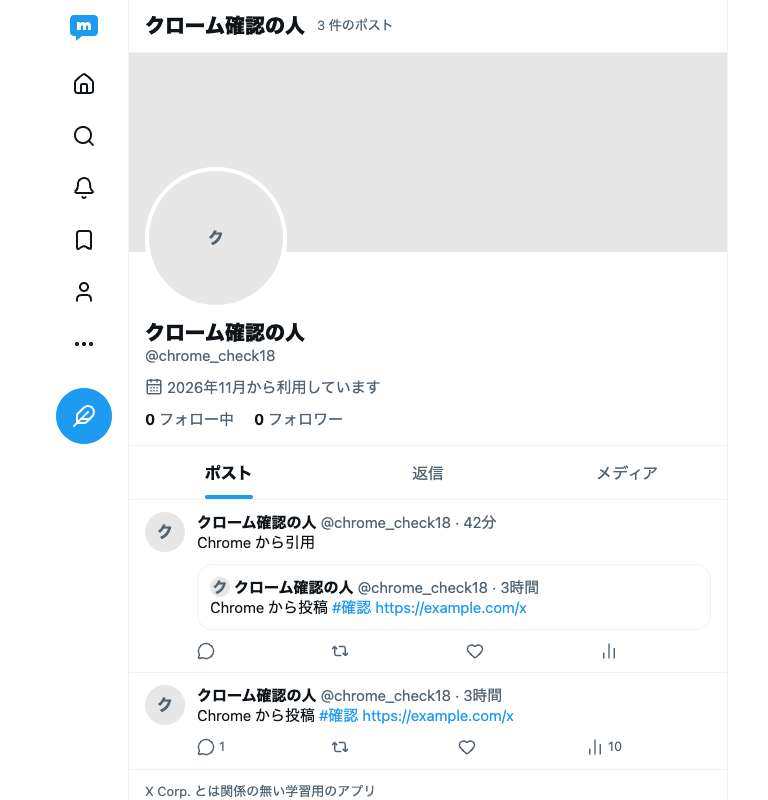 m
クローム確認の人 3 件のポスト
ク
クローム確認の人
@chrome_check18
2026年11月から利用しています
0 フォロー中 0 フォロワー
ポスト 返信 メディア
ク
クローム確認の人 @chrome_check18 · 42分
Chrome から引用
ク クローム確認の人 @chrome_check18 · 3時間
Chrome から投稿 #確認 https://example.com/x
ク
クローム確認の人 @chrome_check18 · 3時間
Chrome から投稿 #確認 https://example.com/x
1 10
X Corp. とは関係の無い学習用のアプリ